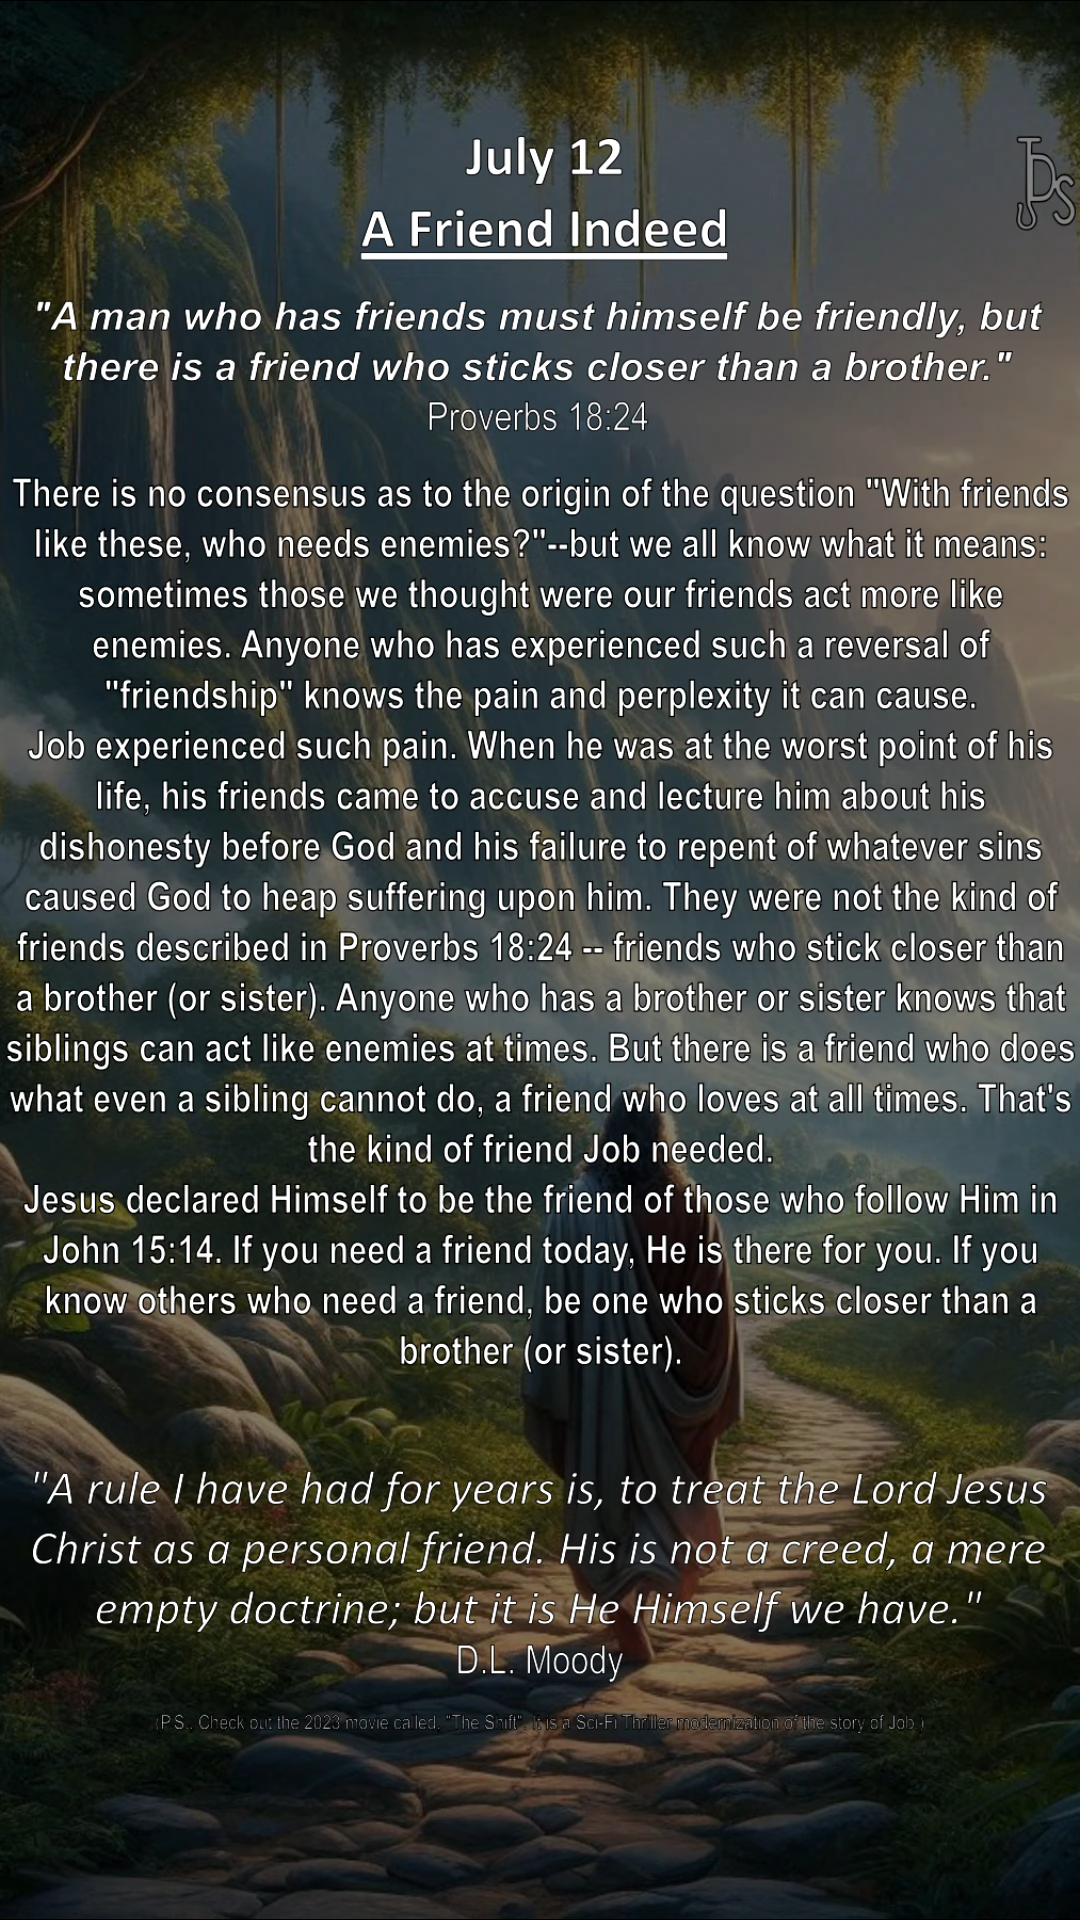 July 12
A Friend Indeed
"A man who has friends must himself be friendly, but
there is a friend who sticks closer than a brother."
Proverbs 18:24
There is no consensus as to the origin of the question "With friends
like these, who needs enemies?"--but we all know what it means:
sometimes those we thought were our friends act more like
enemies. Anyone who has experienced such a reversal of
"friendship" knows the pain and perplexity it can cause.
Job experienced such pain. When he was at the worst point of his
life, his friends came to accuse and lecture him about his
dishonesty before God and his failure to repent of whatever sins
caused God to heap suffering upon him. They were not the kind of
friends described in Proverbs 18:24 -- friends who stick closer than
a brother (or sister). Anyone who has a brother or sister knows that
siblings can act like enemies at times. But there is a friend who does
what even a sibling cannot do, a friend who loves at all times. That's
the kind of friend Job needed.
Jesus declared Himself to be the friend of those who follow Him in
John 15:14. If you need a friend today, He is there for you. If you
know others who need a friend, be one who sticks closer than a
brother (or sister).
"A rule I have had for years is, to treat the Lord Jesus
Christ as a personal friend. His is not a creed, a mere
empty doctrine; but it is He Himself we have."
D.L. Moody
(P.S.. Check out the 2023 movie called, "The Shift". It is a Sci-Fi Thriller modernization of the story of Job.)